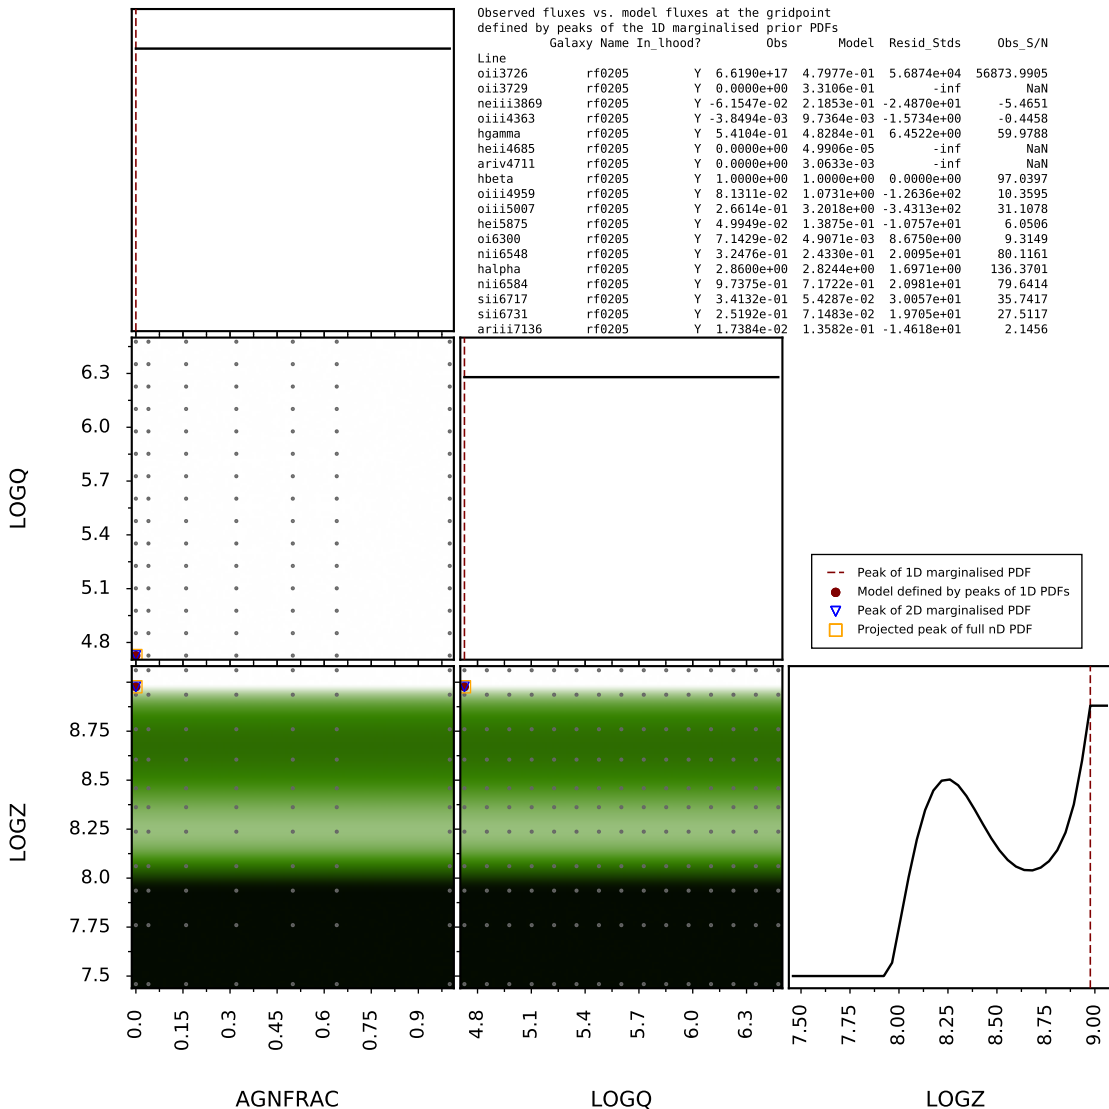 Observed fluxes vs. model fluxes at the gridpoint
defined by peaks of the 1D marginalised prior PDFs
Galaxy Name In_lhood? Obs Model Resid_Stds Obs_S/N
Line
oii3726 rf0205 Y 6.6190e+17 4.7977e-01 5.6874e+04 56873.9905
oii3729 rf0205 Y 0.0000e+00 3.3106e-01 -inf NaN
neiii3869 rf0205 Y -6.1547e-02 2.1853e-01 -2.4870e+01 -5.4651
oiii4363 rf0205 Y -3.8494e-03 9.7364e-03 -1.5734e+00 -0.4458
hgamma rf0205 Y 5.4104e-01 4.8284e-01 6.4522e+00 59.9788
heii4685 rf0205 Y 0.0000e+00 4.9906e-05 -inf NaN
ariv4711 rf0205 Y 0.0000e+00 3.0633e-03 -inf NaN
hbeta rf0205 Y 1.0000e+00 1.0000e+00 0.0000e+00 97.0397
oiii4959 rf0205 Y 8.1311e-02 1.0731e+00 -1.2636e+02 10.3595
oiii5007 rf0205 Y 2.6614e-01 3.2018e+00 -3.4313e+02 31.1078
hei5875 rf0205 Y 4.9949e-02 1.3875e-01 -1.0757e+01 6.0506
oi6300 rf0205 Y 7.1429e-02 4.9071e-03 8.6750e+00 9.3149
nii6548 rf0205 Y 3.2476e-01 2.4330e-01 2.0095e+01 80.1161
halpha rf0205 Y 2.8600e+00 2.8244e+00 1.6971e+00 136.3701
nii6584 rf0205 Y 9.7375e-01 7.1722e-01 2.0981e+01 79.6414
sii6717 rf0205 Y 3.4132e-01 5.4287e-02 3.0057e+01 35.7417
sii6731 rf0205 Y 2.5192e-01 7.1483e-02 1.9705e+01 27.5117
ariii7136 rf0205 Y 1.7384e-02 1.3582e-01 -1.4618e+01 2.1456
6.3
6.0
5.7
5.4
5.1
4.8
LOGQ
Peak of 1D marginalised PDF
Model defined by peaks of 1D PDFs
Peak of 2D marginalised PDF
Projected peak of full nD PDF
8.75
8.5
8.25
8.0
7.75
7.5
LOGZ
0.0 0.15 0.3 0.45 0.6 0.75 0.9
4.8 5.1 5.4 5.7 6.0 6.3
7.50 7.75 8.00 8.25 8.50 8.75 9.00
AGNFRAC LOGQ LOGZ